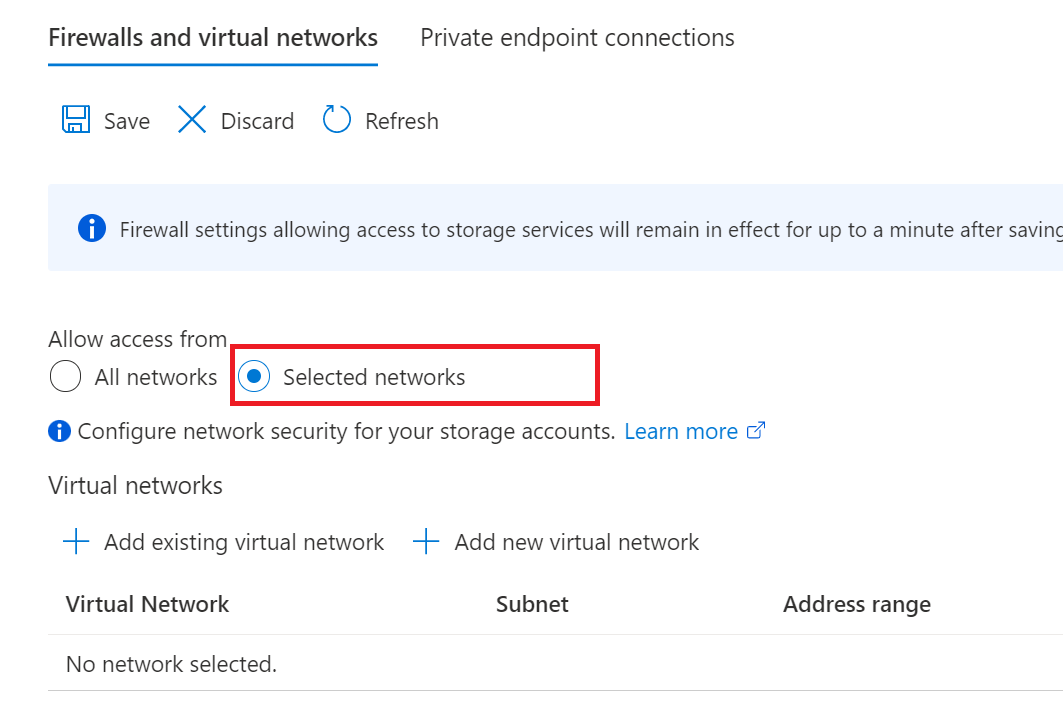 Firewalls and virtual networks Private endpoint connections
Save Discard Refresh
Firewall settings allowing access to storage services will remain in effect for up to a minute after saving
Allow access from
All networks Selected networks
Configure network security for your storage accounts. Learn more
Virtual networks
Add existing virtual network Add new virtual network
Virtual Network Subnet Address range
No network selected.